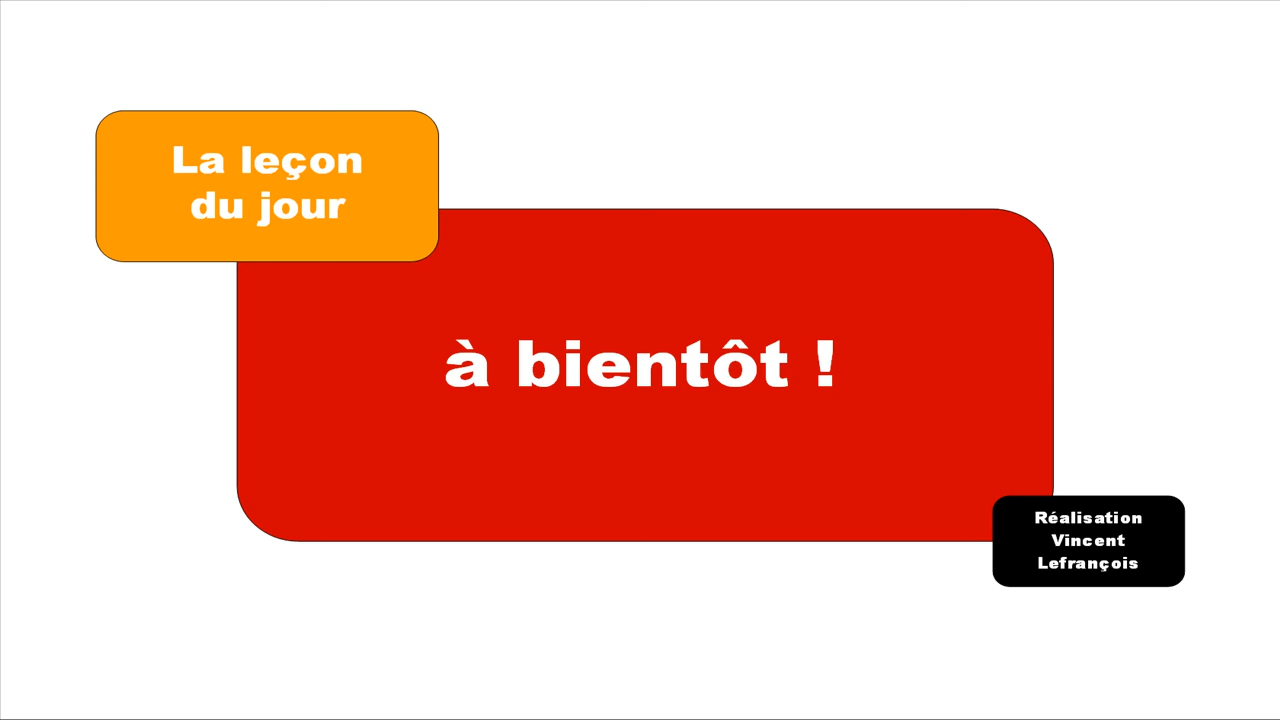 La leçon
du jour
à bientôt !
Réalisation
Vincent
Lefrançois